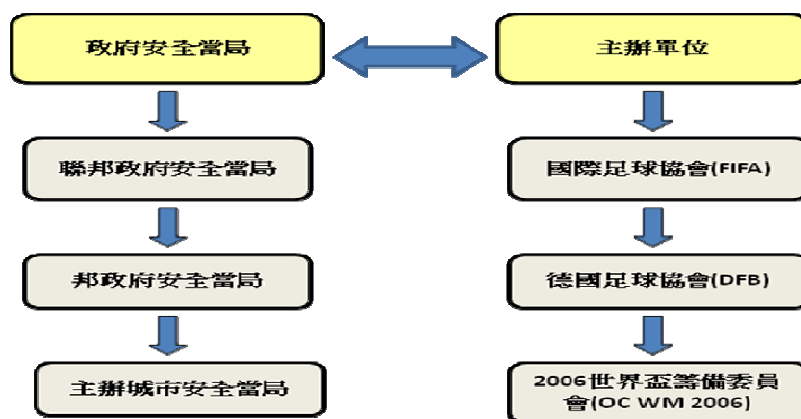 政府安全當局
主辦單位
聯邦政府安全當局
國際足球協會(FIFA)
邦政府安全當局
德國足球協會(DFB)
主辦城市安全當局
2006世界盃籌備委員
會(OC WM 2006)